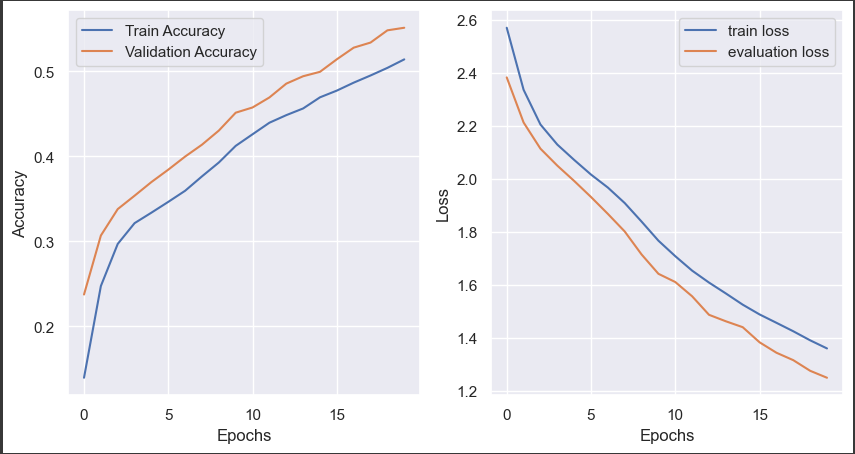 Train Accuracy
Validation Accuracy
0.5
0.4
0.3
0.2
Accuracy
0 5 10 15
Epochs
train loss
evaluation loss
2.6
2.4
2.2
2.0
1.8
1.6
1.4
1.2
Loss
0 5 10 15
Epochs